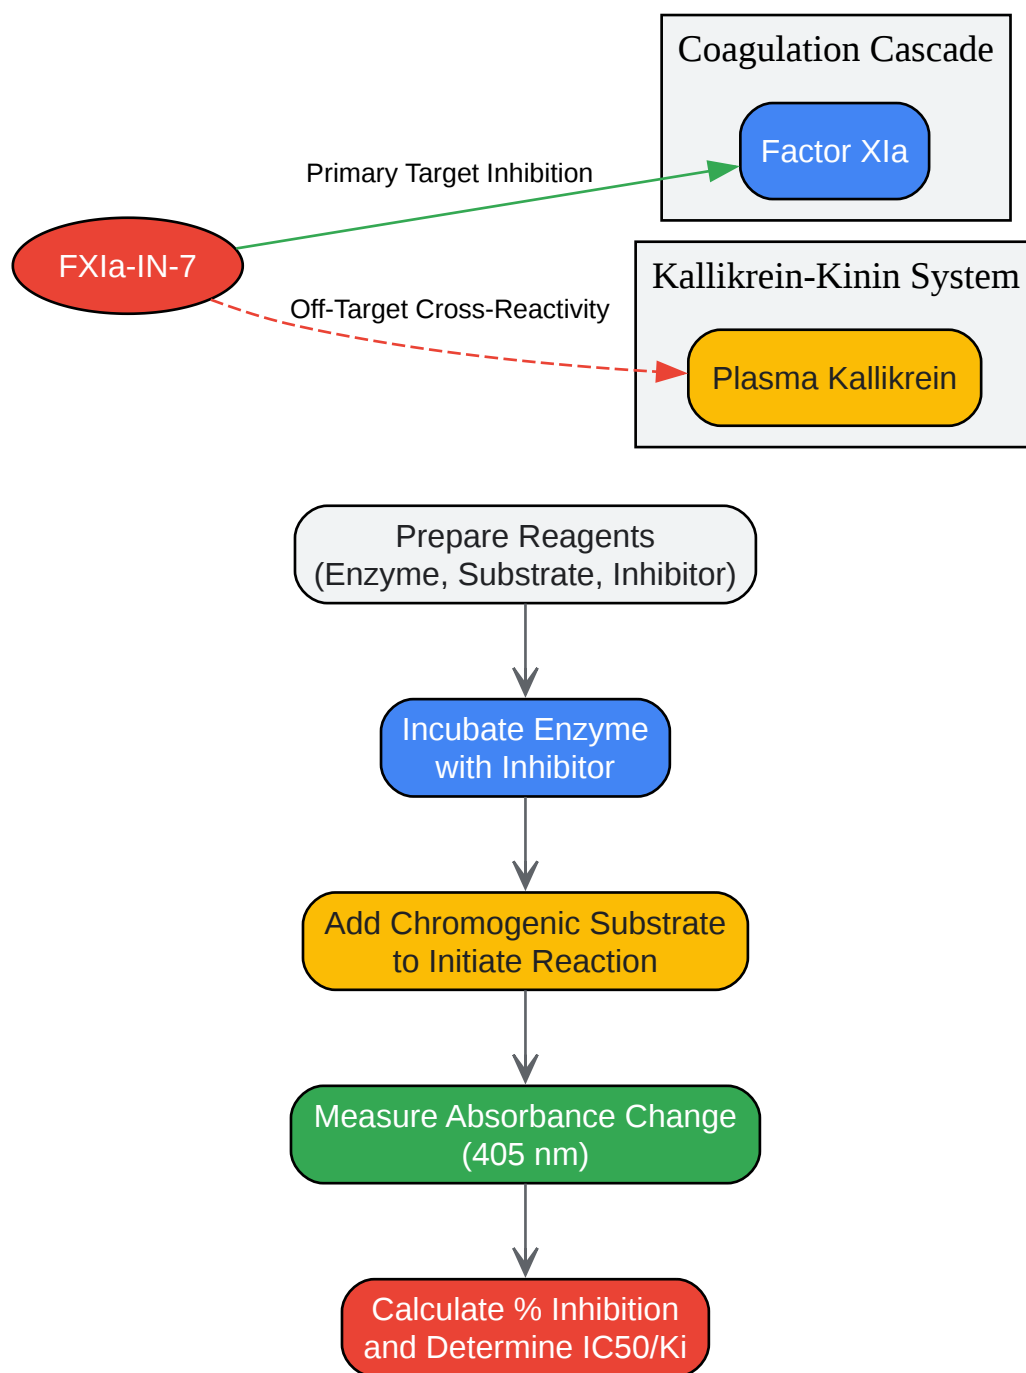 Coagulation Cascade
Factor XIa
Primary Target Inhibition
FXIa-IN-7
Kallikrein-Kinin System
Off-Target Cross-Reactivity
Plasma Kallikrein
Prepare Reagents
(Enzyme, Substrate, Inhibitor)
Incubate Enzyme
with Inhibitor
Add Chromogenic Substrate
to Initiate Reaction
Measure Absorbance Change
(405 nm)
Calculate % Inhibition
and Determine IC50/Ki